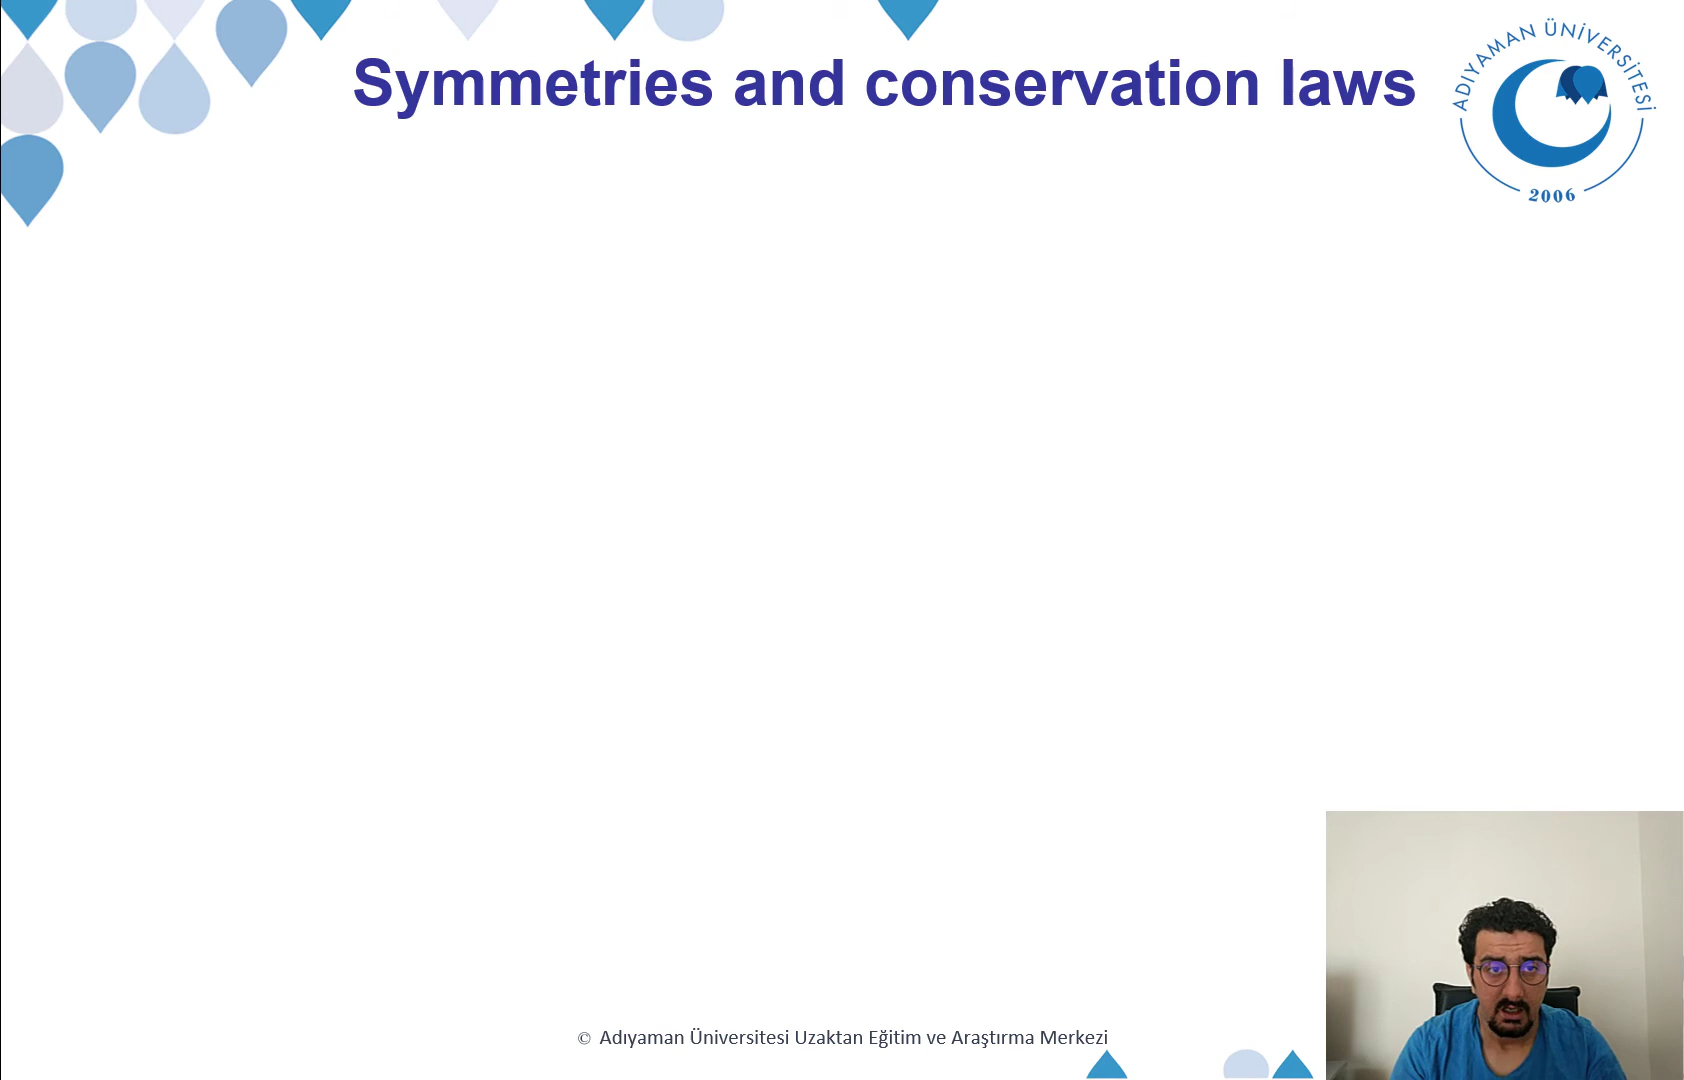 Symmetries and conservation laws
ADIYAMAN ÜNİVERSİTESİ
2006
© Adıyaman Üniversitesi Uzaktan Eğitim ve Araştırma Merkezi